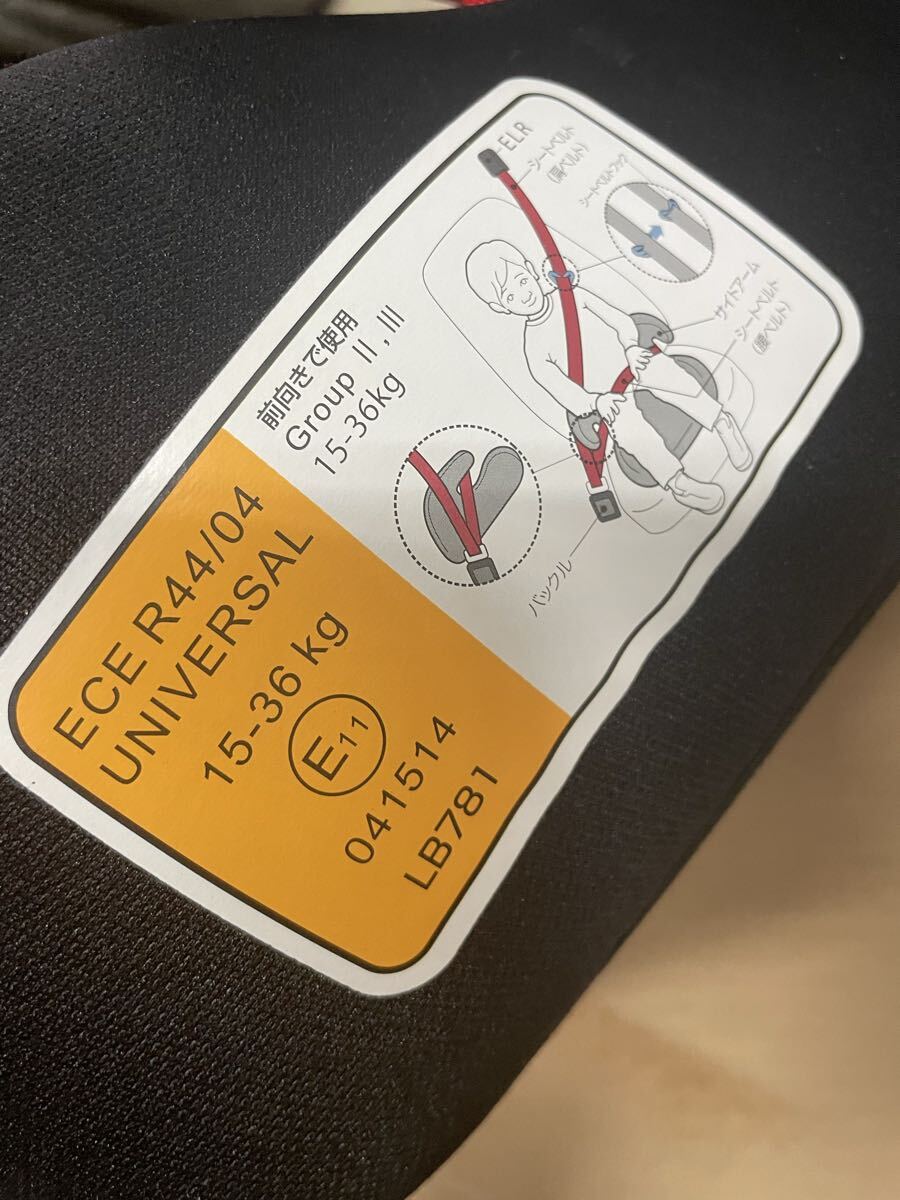 ELR
シートベルト
(肩ベルト)
シートベルトフック
サイドアーム
シートベルト
(腰ベルト)
前向きで使用
Group II,III
15-36kg
バックル
ECE R44/04
UNIVERSAL
15-36 kg
E11
041514
LB781